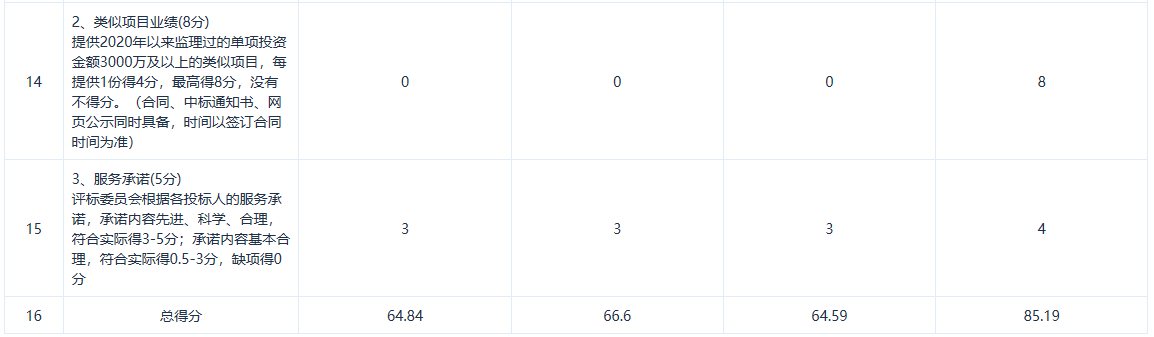 14
2、类似项目业绩(8分)
提供2020年以来监理过的单项投资
金额3000万及以上的类似项目，每
提供1份得4分，最高得8分，没有
不得分。（合同、中标通知书、网
页公示同时具备，时间以签订合同
时间为准）
0
0
0
8
15
3、服务承诺(5分)
评标委员会根据各投标人的服务承
诺，承诺内容先进、科学、合理，
符合实际得3-5分；承诺内容基本合
理，符合实际得0.5-3分，缺项得0
分
3
3
3
4
16
总得分
64.84
66.6
64.59
85.19